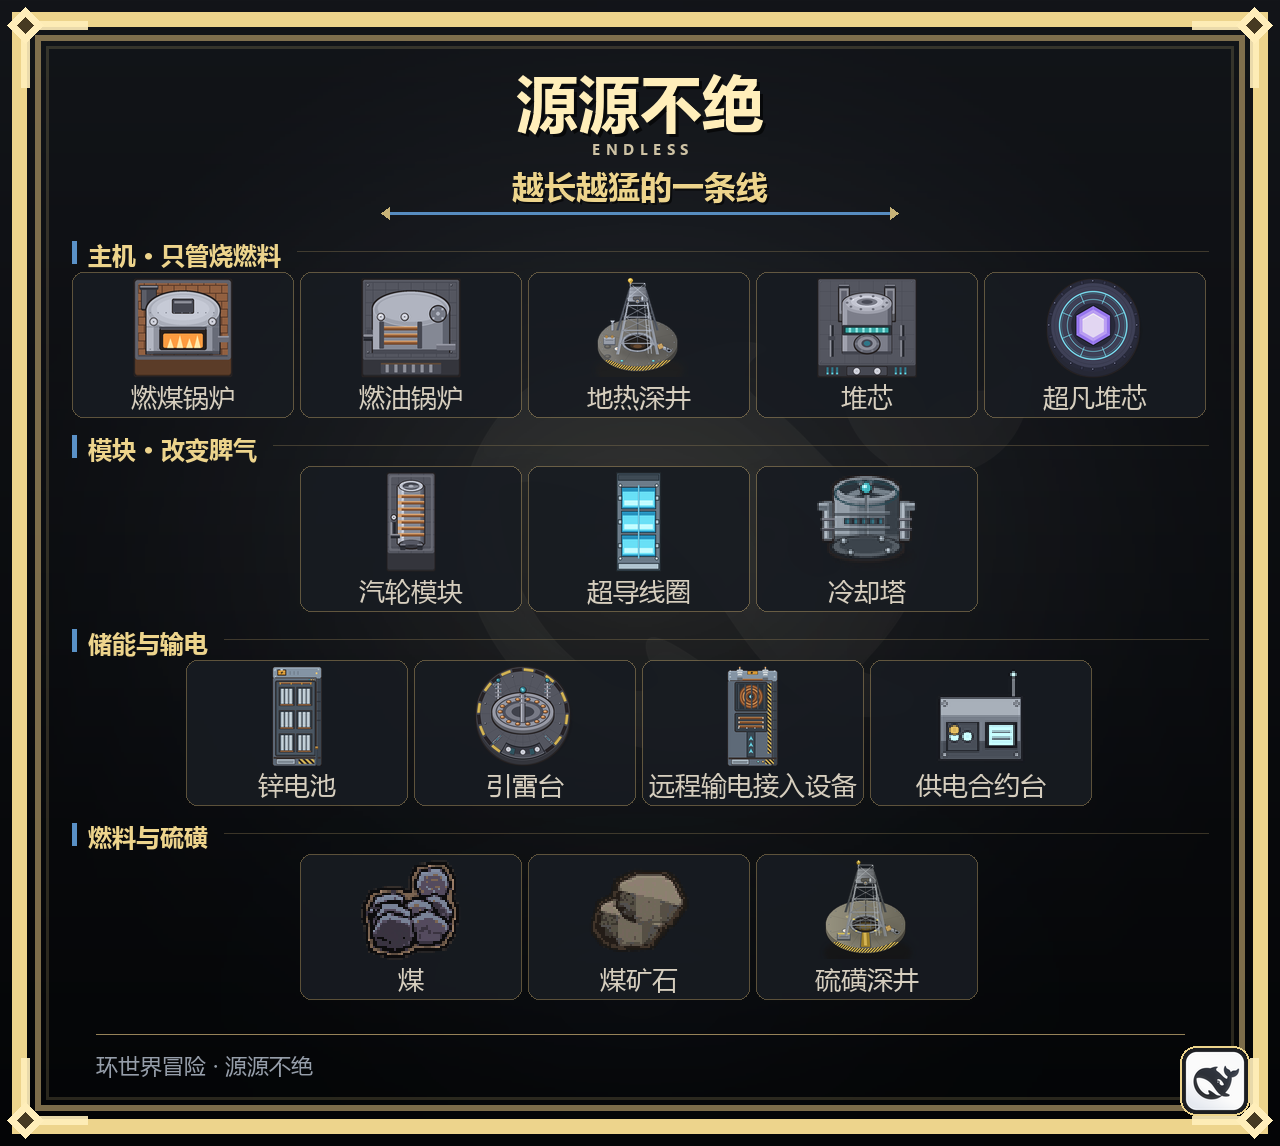 源源不绝
ENDLESS
越长越猛的一条线
主机·只管烧燃料
燃煤锅炉
燃油锅炉
地热深井
堆芯
超凡堆芯
模块·改变脾气
汽轮模块
超导线圈
冷却塔
储能与输电
锌电池
引雷台
远程输电接入设备
供电合约台
燃料与硫磺
煤
煤矿石
硫磺深井
环世界冒险·源源不绝